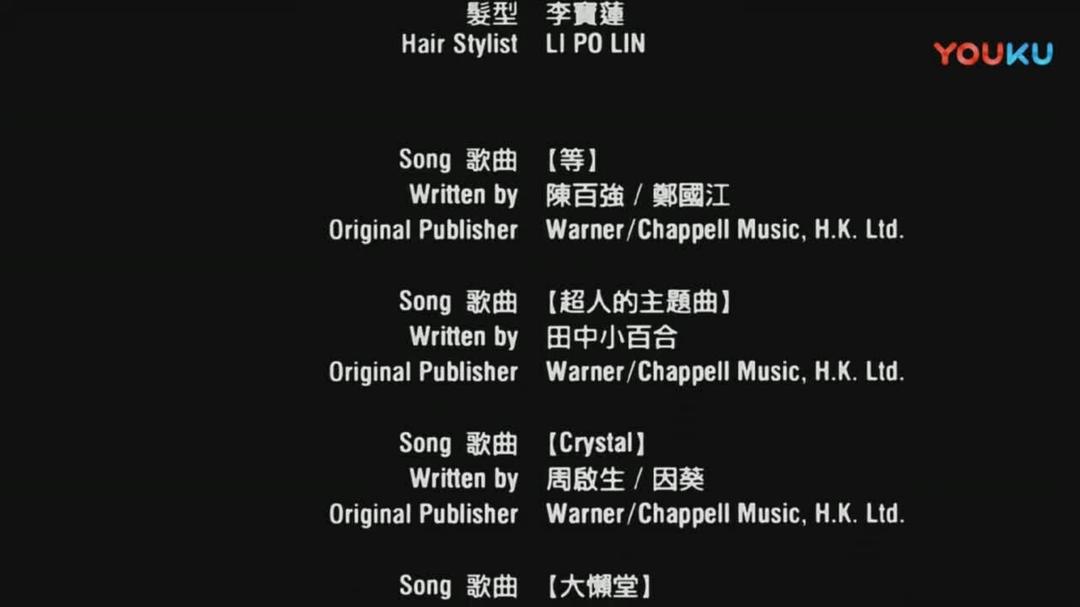 髮型 李寶蓮
Hair Stylist LI PO LIN
YOUKU
Song 歌曲 【等】
Written by 陳百強 / 鄭國江
Original Publisher Warner/Chappell Music, H.K. Ltd.
Song 歌曲 【超人的主題曲】
Written by 田中小百合
Original Publisher Warner/Chappell Music, H.K. Ltd.
Song 歌曲 【Crystal】
Written by 周啟生 / 因葵
Original Publisher Warner/Chappell Music, H.K. Ltd.
Song 歌曲 【大懶堂】